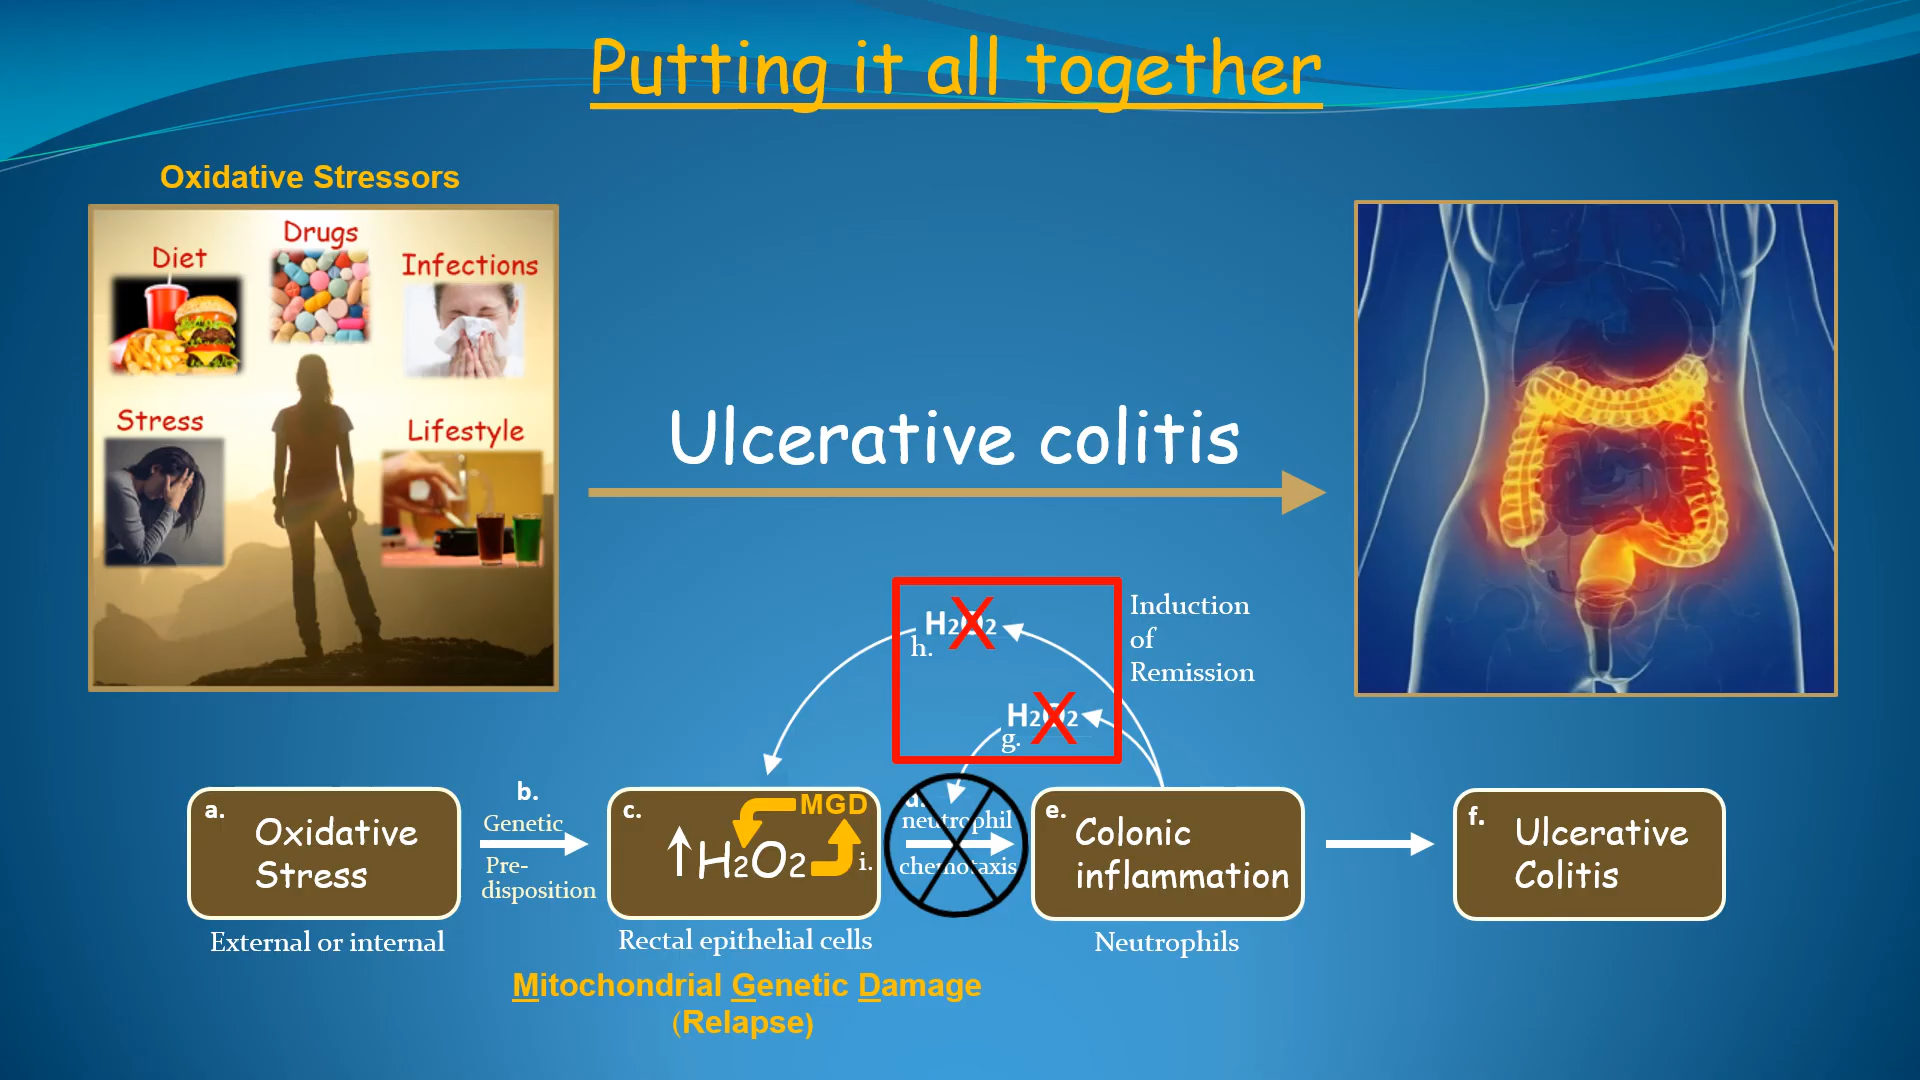 Putting it all together
Oxidative Stressors
Drugs
Diet
Infections
Stress
Lifestyle
Ulcerative colitis
H2O2
h.
H2O2
g.
Induction
of
Remission
a.
Oxidative
Stress
External or internal
b.
Genetic
Pre-
disposition
c.
MGD
↑H2O2
i.
Rectal epithelial cells
Mitochondrial Genetic Damage
(Relapse)
d.
neutrophil
chemotaxis
e.
Colonic
inflammation
Neutrophils
f.
Ulcerative
Colitis